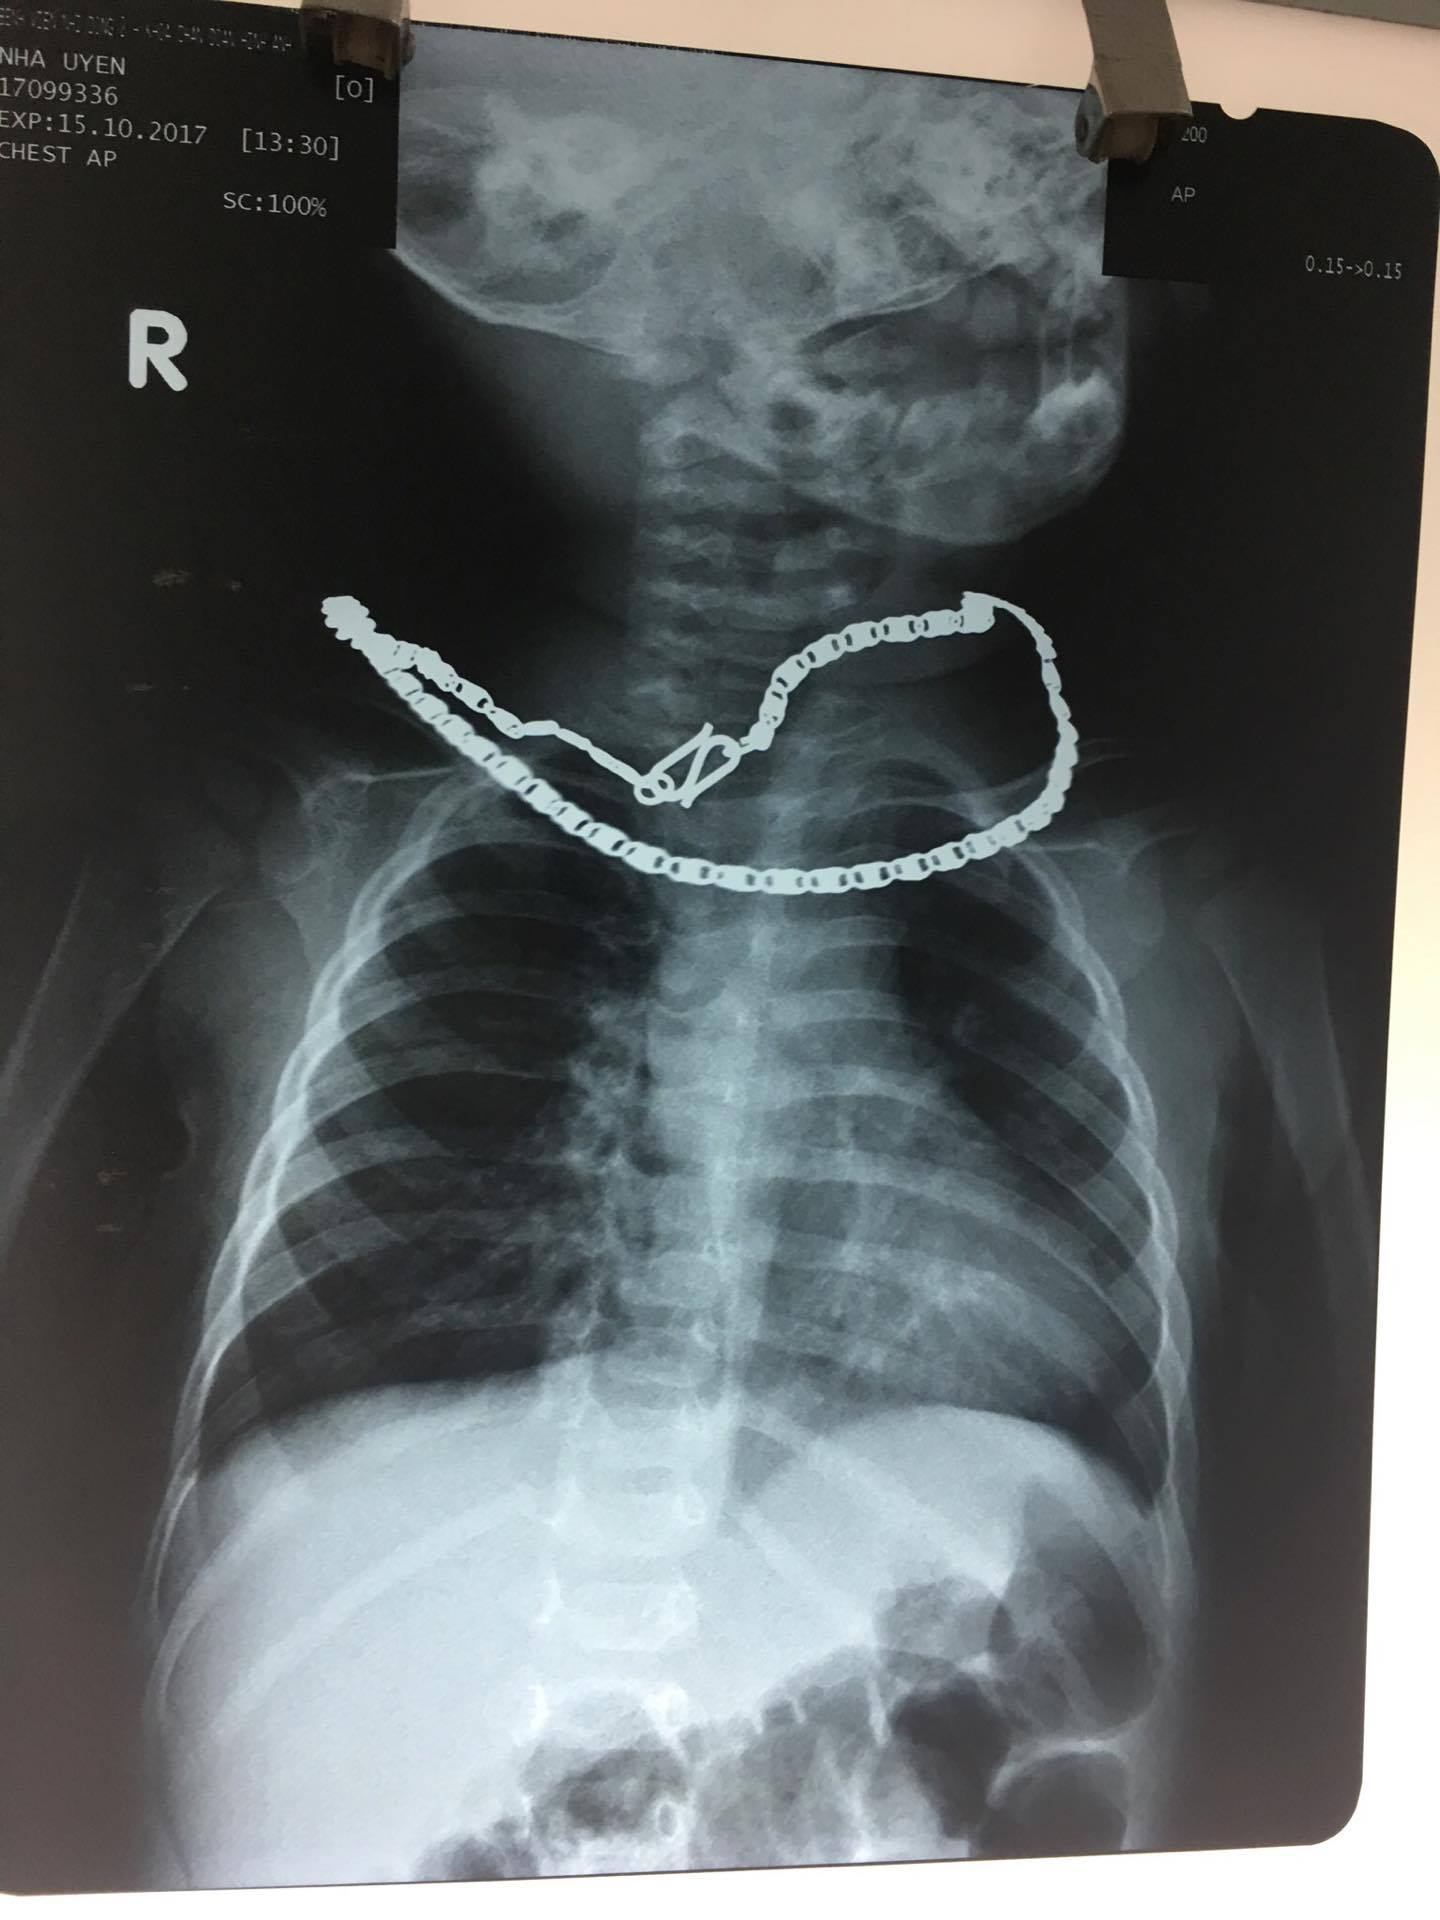 NHA UYEN
17099336
[O]
EXP:15.10.2017 [13:30]
CHEST AP
SC:100%
200
AP
0.15->0.15
R